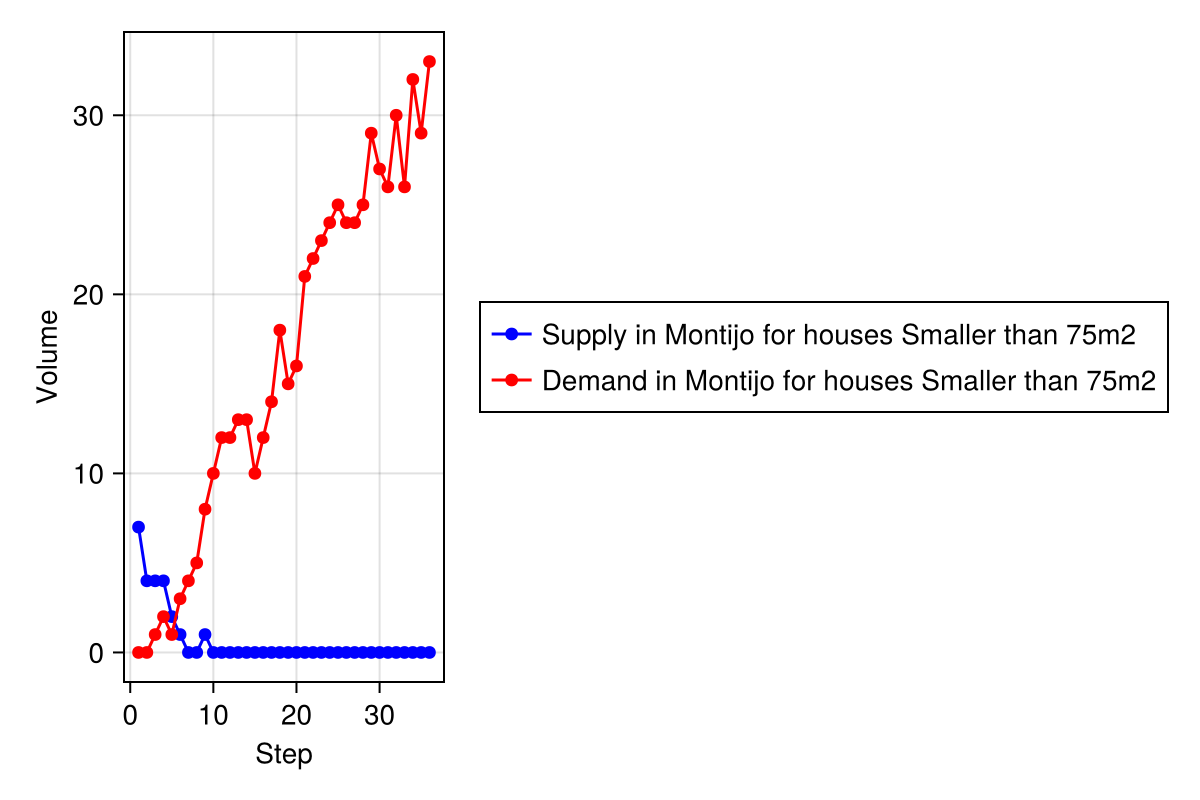 Volume
30
20
10
0
0 10 20 30
Step
Supply in Montijo for houses Smaller than 75m2
Demand in Montijo for houses Smaller than 75m2